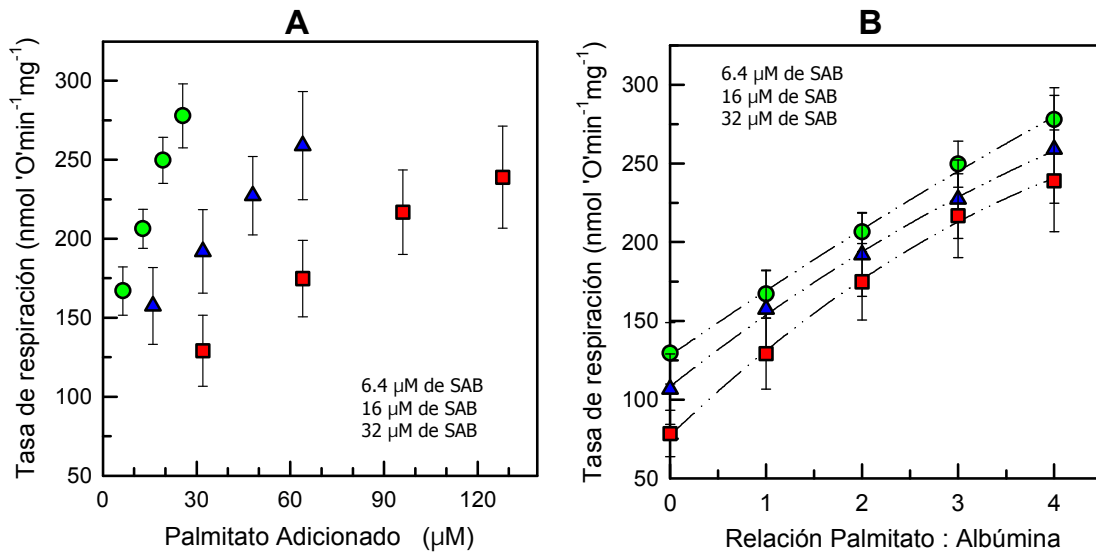 A
Tasa de respiración (nmol 'O'min⁻¹mg⁻¹)
300
250
200
150
100
50
6.4 µM de SAB
16 µM de SAB
32 µM de SAB
0 30 60 90 120
Palmitato Adicionado (µM)
B
Tasa de respiración (nmol 'O'min⁻¹mg⁻¹)
300
250
200
150
100
50
6.4 µM de SAB
16 µM de SAB
32 µM de SAB
0 1 2 3 4
Relación Palmitato : Albúmina